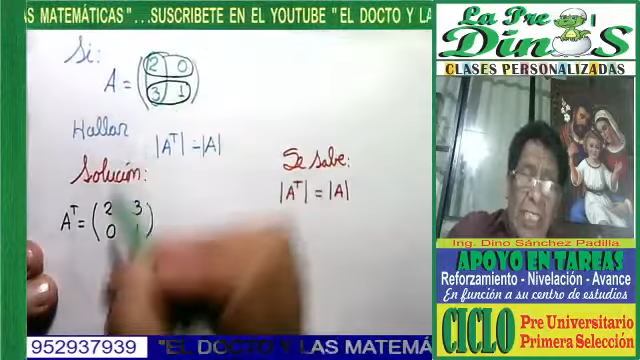 AS MATEMÁTICAS"...SUSCRIBETE EN EL YOUTUBE "EL DOCTO Y LA
Si:
A = (2 0
3 1)
Hallar |Aᵀ| = |A|
Solución:
Se sabe:
|Aᵀ| = |A|
Aᵀ = (2 3
0 1)
La Pre
DinoS
CLASES PERSONALIZADAS
Ing. Dino Sánchez Padilla
APOYO EN TAREAS
Reforzamiento - Nivelación - Avance
En función a su centro de estudios
CICLO Pre Universitario
Primera Selección
952937939
"EL DOCTO Y LAS MATEMÁ